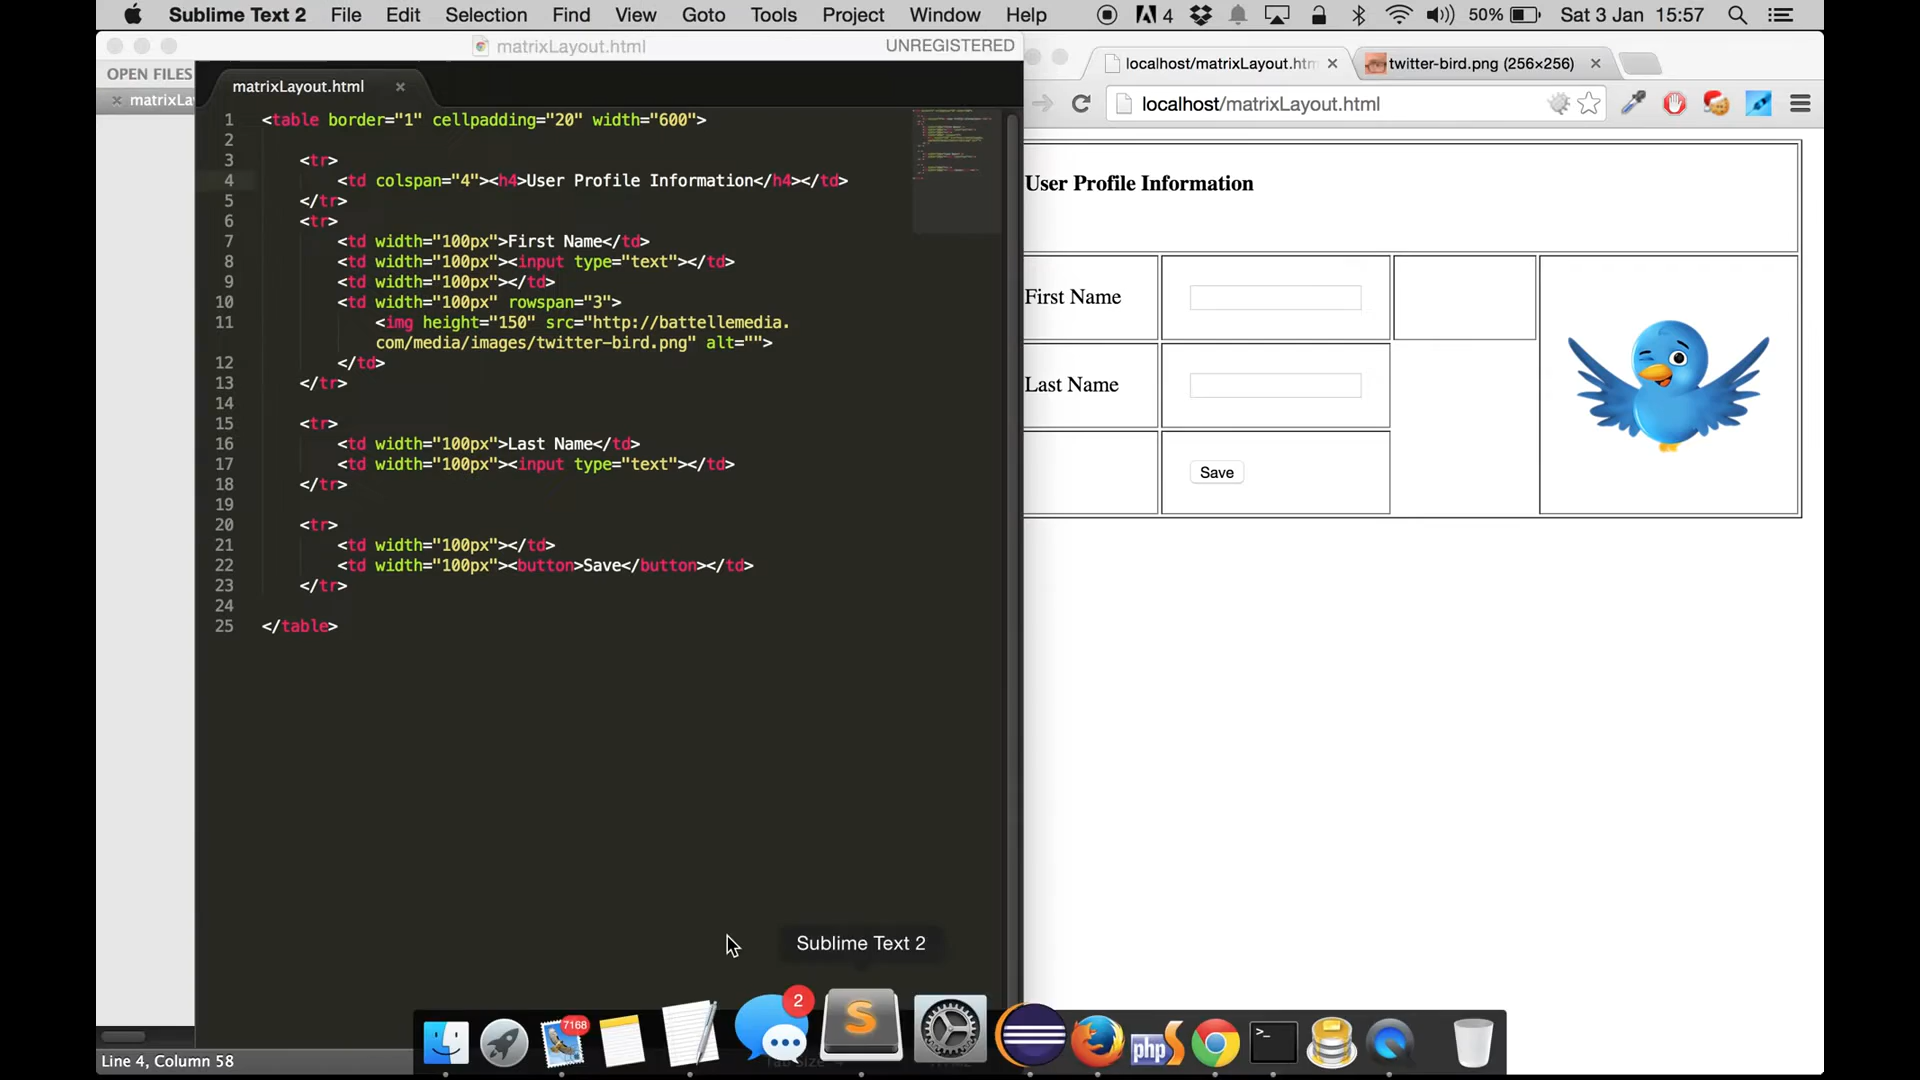 Sublime Text 2 File Edit Selection Find View Goto Tools Project Window Help 4 50% Sat 3 Jan 15:57
matrixLayout.html UNREGISTERED
OPEN FILES
matrixLa
matrixLayout.html
1 <table border="1" cellpadding="20" width="600">
2
3 <tr>
4 <td colspan="4"><h4>User Profile Information</h4></td>
5 </tr>
6 <tr>
7 <td width="100px">First Name</td>
8 <td width="100px"><input type="text"></td>
9 <td width="100px"></td>
10 <td width="100px" rowspan="3">
11 <img height="150" src="http://battellemedia.
com/media/images/twitter-bird.png" alt="">
12 </td>
13 </tr>
14
15 <tr>
16 <td width="100px">Last Name</td>
17 <td width="100px"><input type="text"></td>
18 </tr>
19
20 <tr>
21 <td width="100px"></td>
22 <td width="100px"><button>Save</button></td>
23 </tr>
24
25 </table>
localhost/matrixLayout.htm twitter-bird.png (256×256)
localhost/matrixLayout.html
User Profile Information
First Name
Last Name
Save
Sublime Text 2
7168
2
S
php
>_
Line 4, Column 58